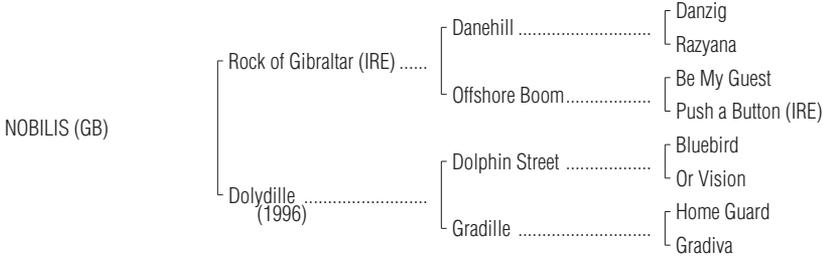 Danzig
Danehill ...........................
Razyana
Rock of Gibraltar (IRE) ......
Be My Guest
Offshore Boom..................
Push a Button (IRE)
NOBILIS (GB)
Bluebird
Dolphin Street ..................
Or Vision
Dolydille ..........................
(1996)
Home Guard
Gradille ...........................
Gradiva